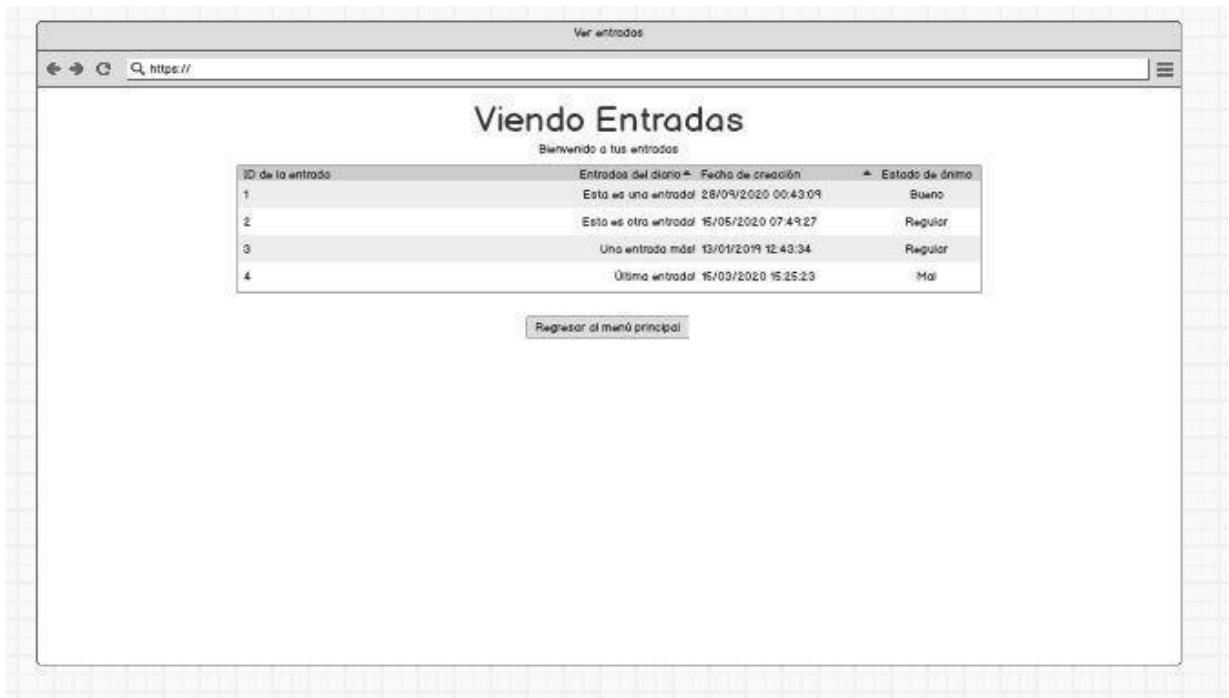 Ver entradas
https://
Viendo Entradas
Bienvenido a tus entradas
ID de la entrada Entradas del diario Fecha de creación Estado de ánimo
1 Esta es una entrada! 28/09/2020 00:43:09 Bueno
2 Esta es otra entrada! 15/05/2020 07:49:27 Regular
3 Una entrada más! 13/01/2019 12:43:34 Regular
4 Última entrada! 15/03/2020 15:25:23 Mal
Regresar al menú principal